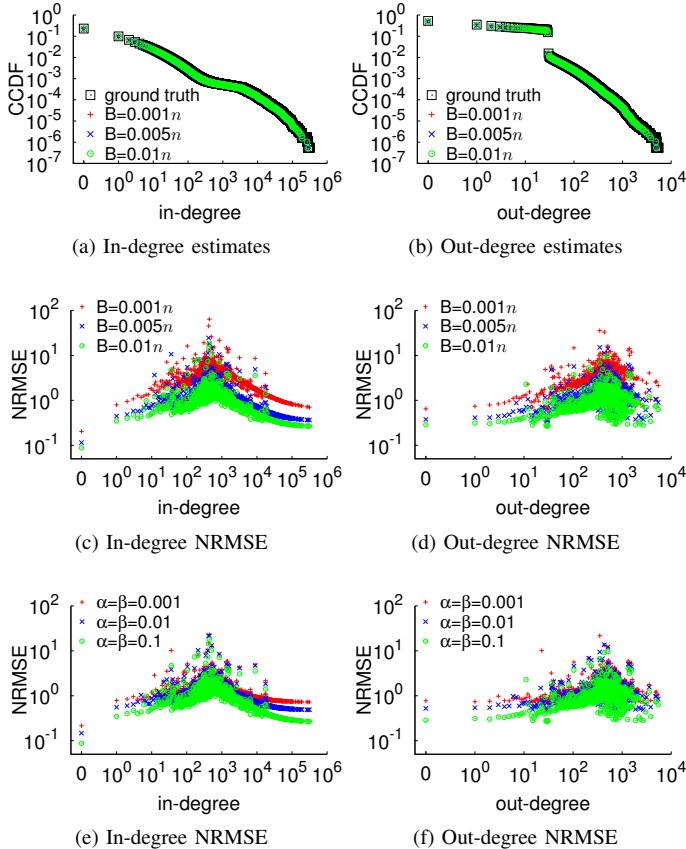 10^0
10^-1
10^-2
10^-3
10^-4
10^-5
10^-6
10^-7
CCDF
ground truth
B=0.001n
B=0.005n
B=0.01n
0 10^0 10^1 10^2 10^3 10^4 10^5 10^6
in-degree
(a) In-degree estimates
10^0
10^-1
10^-2
10^-3
10^-4
10^-5
10^-6
10^-7
CCDF
ground truth
B=0.001n
B=0.005n
B=0.01n
0 10^0 10^1 10^2 10^3 10^4
out-degree
(b) Out-degree estimates
10^2
10^1
10^0
10^-1
NRMSE
B=0.001n
B=0.005n
B=0.01n
0 10^0 10^1 10^2 10^3 10^4 10^5 10^6
in-degree
(c) In-degree NRMSE
10^2
10^1
10^0
10^-1
NRMSE
B=0.001n
B=0.005n
B=0.01n
0 10^0 10^1 10^2 10^3 10^4
out-degree
(d) Out-degree NRMSE
10^2
10^1
10^0
10^-1
NRMSE
α=β=0.001
α=β=0.01
α=β=0.1
0 10^0 10^1 10^2 10^3 10^4 10^5 10^6
in-degree
(e) In-degree NRMSE
10^2
10^1
10^0
10^-1
NRMSE
α=β=0.001
α=β=0.01
α=β=0.1
0 10^0 10^1 10^2 10^3 10^4
out-degree
(f) Out-degree NRMSE